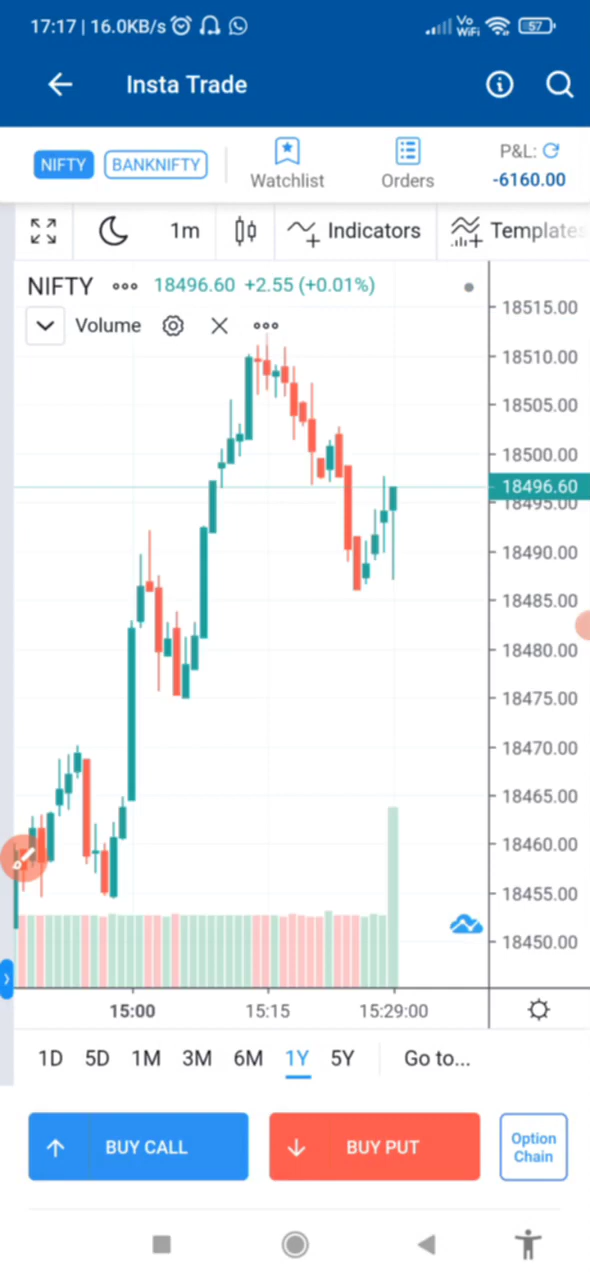 17:17 | 16.0KB/s
Vo WiFi 57
Insta Trade
NIFTY BANKNIFTY Watchlist Orders P&L: -6160.00
1m Indicators Templates
NIFTY 18496.60 +2.55 (+0.01%)
Volume
18515.00
18510.00
18505.00
18500.00
18496.60
18495.00
18490.00
18485.00
18480.00
18475.00
18470.00
18465.00
18460.00
18455.00
18450.00
15:00 15:15 15:29:00
1D 5D 1M 3M 6M 1Y 5Y Go to...
BUY CALL BUY PUT Option Chain